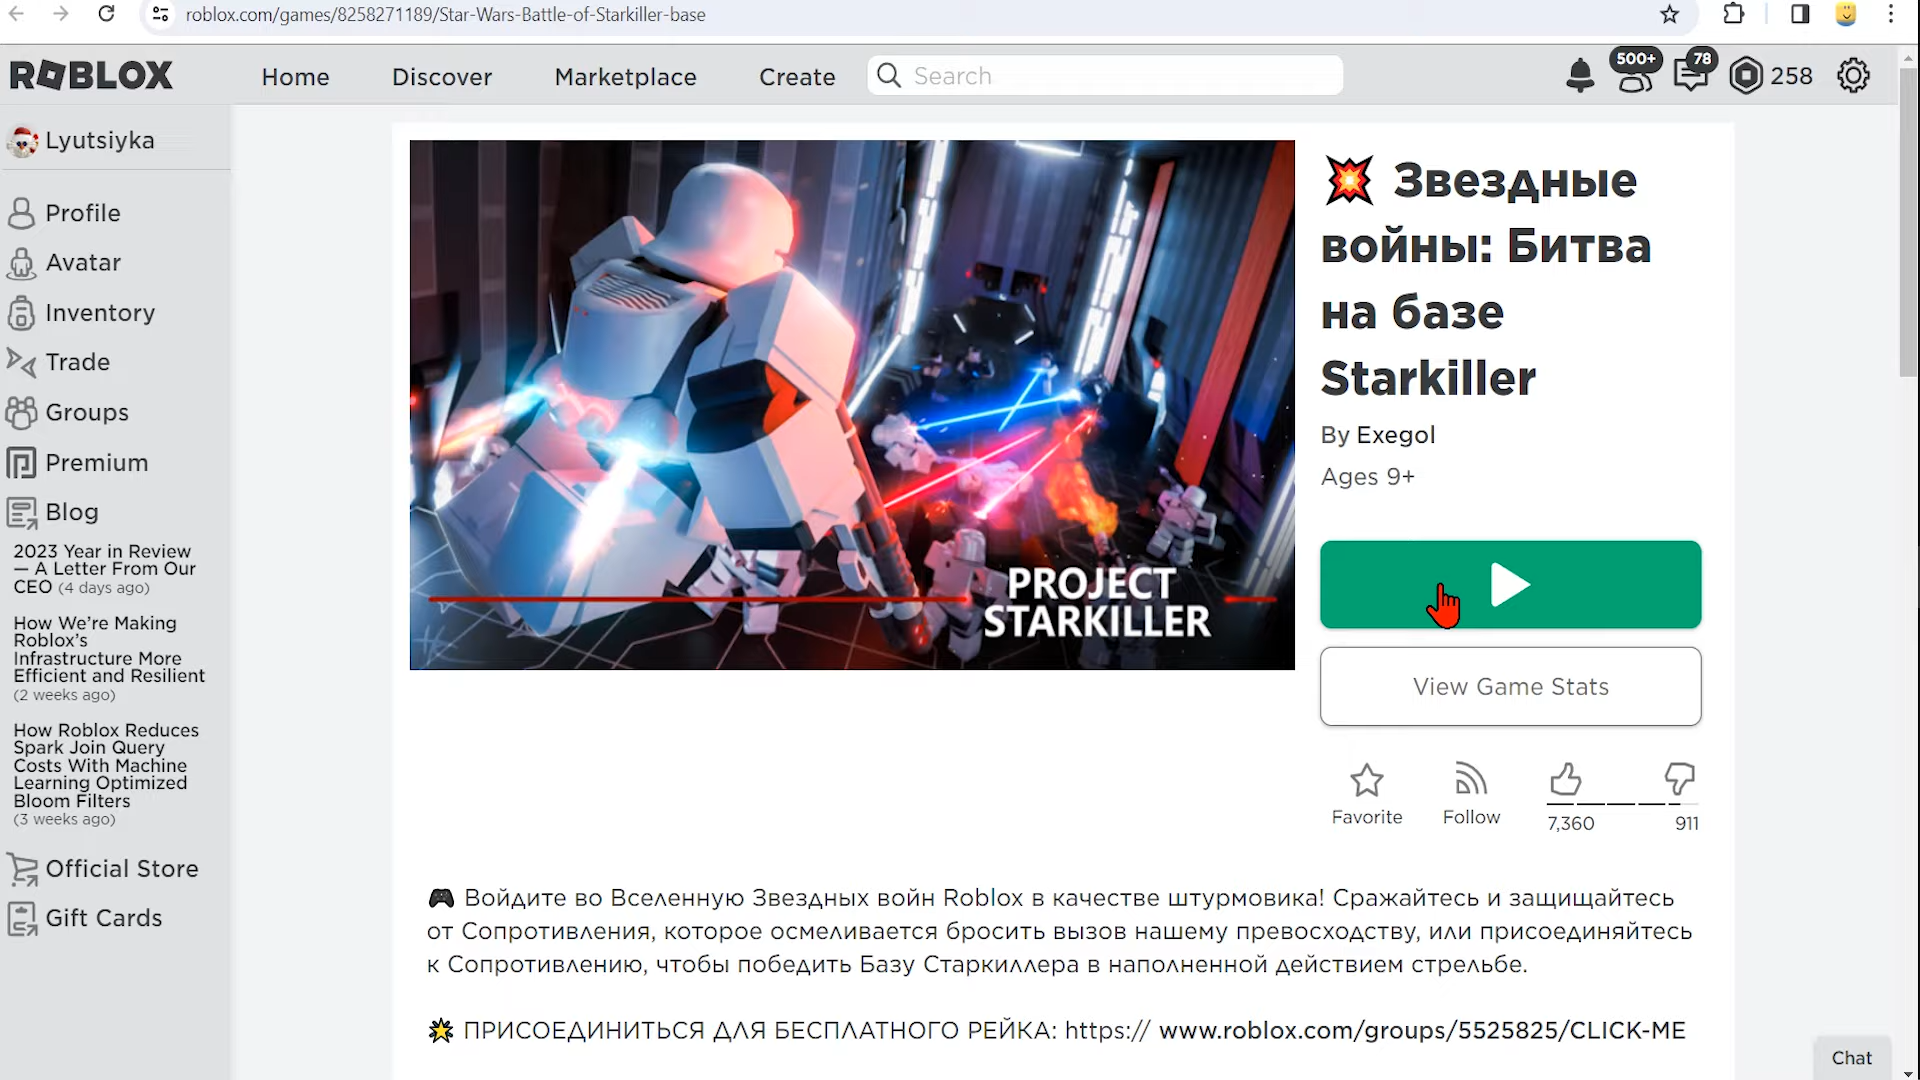 roblox.com/games/8258271189/Star-Wars-Battle-of-Starkiller-base
ROBLOX
Home
Discover
Marketplace
Create
Search
500+
78
258
Lyutsiyka
Profile
Avatar
Inventory
Trade
Groups
Premium
Blog
2023 Year in Review
— A Letter From Our
CEO (4 days ago)
How We’re Making
Roblox’s
Infrastructure More
Efficient and Resilient
(2 weeks ago)
How Roblox Reduces
Spark Join Query
Costs With Machine
Learning Optimized
Bloom Filters
(3 weeks ago)
Official Store
Gift Cards
PROJECT
STARKILLER
💥 Звездные
войны: Битва
на базе
Starkiller
By Exegol
Ages 9+
View Game Stats
Favorite
Follow
7,360
911
🎮 Войдите во Вселенную Звездных войн Roblox в качестве штурмовика! Сражайтесь и защищайтесь
от Сопротивления, которое осмеливается бросить вызов нашему превосходству, или присоединяйтесь
к Сопротивлению, чтобы победить Базу Старкиллера в наполненной действием стрельбе.
🌟 ПРИСОЕДИНИТЬСЯ ДЛЯ БЕСПЛАТНОГО РЕЙКА: https:// www.roblox.com/groups/5525825/CLICK-ME
Chat